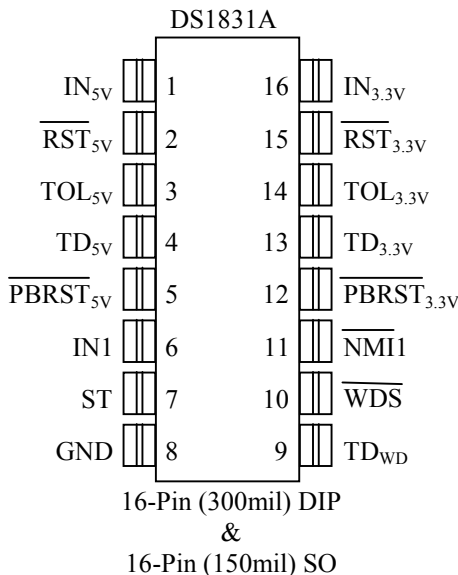 DS1831A
IN5V 1 16 IN3.3V
RST5V 2 15 RST3.3V
TOL5V 3 14 TOL3.3V
TD5V 4 13 TD3.3V
PBRST5V 5 12 PBRST3.3V
IN1 6 11 NMI1
ST 7 10 WDS
GND 8 9 TDWD
16-Pin (300mil) DIP
&
16-Pin (150mil) SO